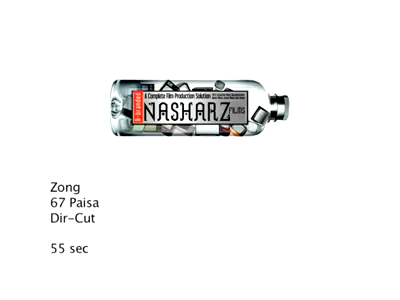 A Complete Film Production Solution
NASHARZ
FILMS
Zong
67 Paisa
Dir-Cut
55 sec